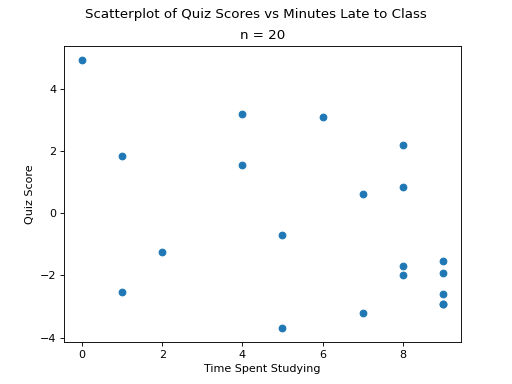 Scatterplot of Quiz Scores vs Minutes Late to Class
n = 20
4
2
0
−2
−4
Quiz Score
0 2 4 6 8
Time Spent Studying